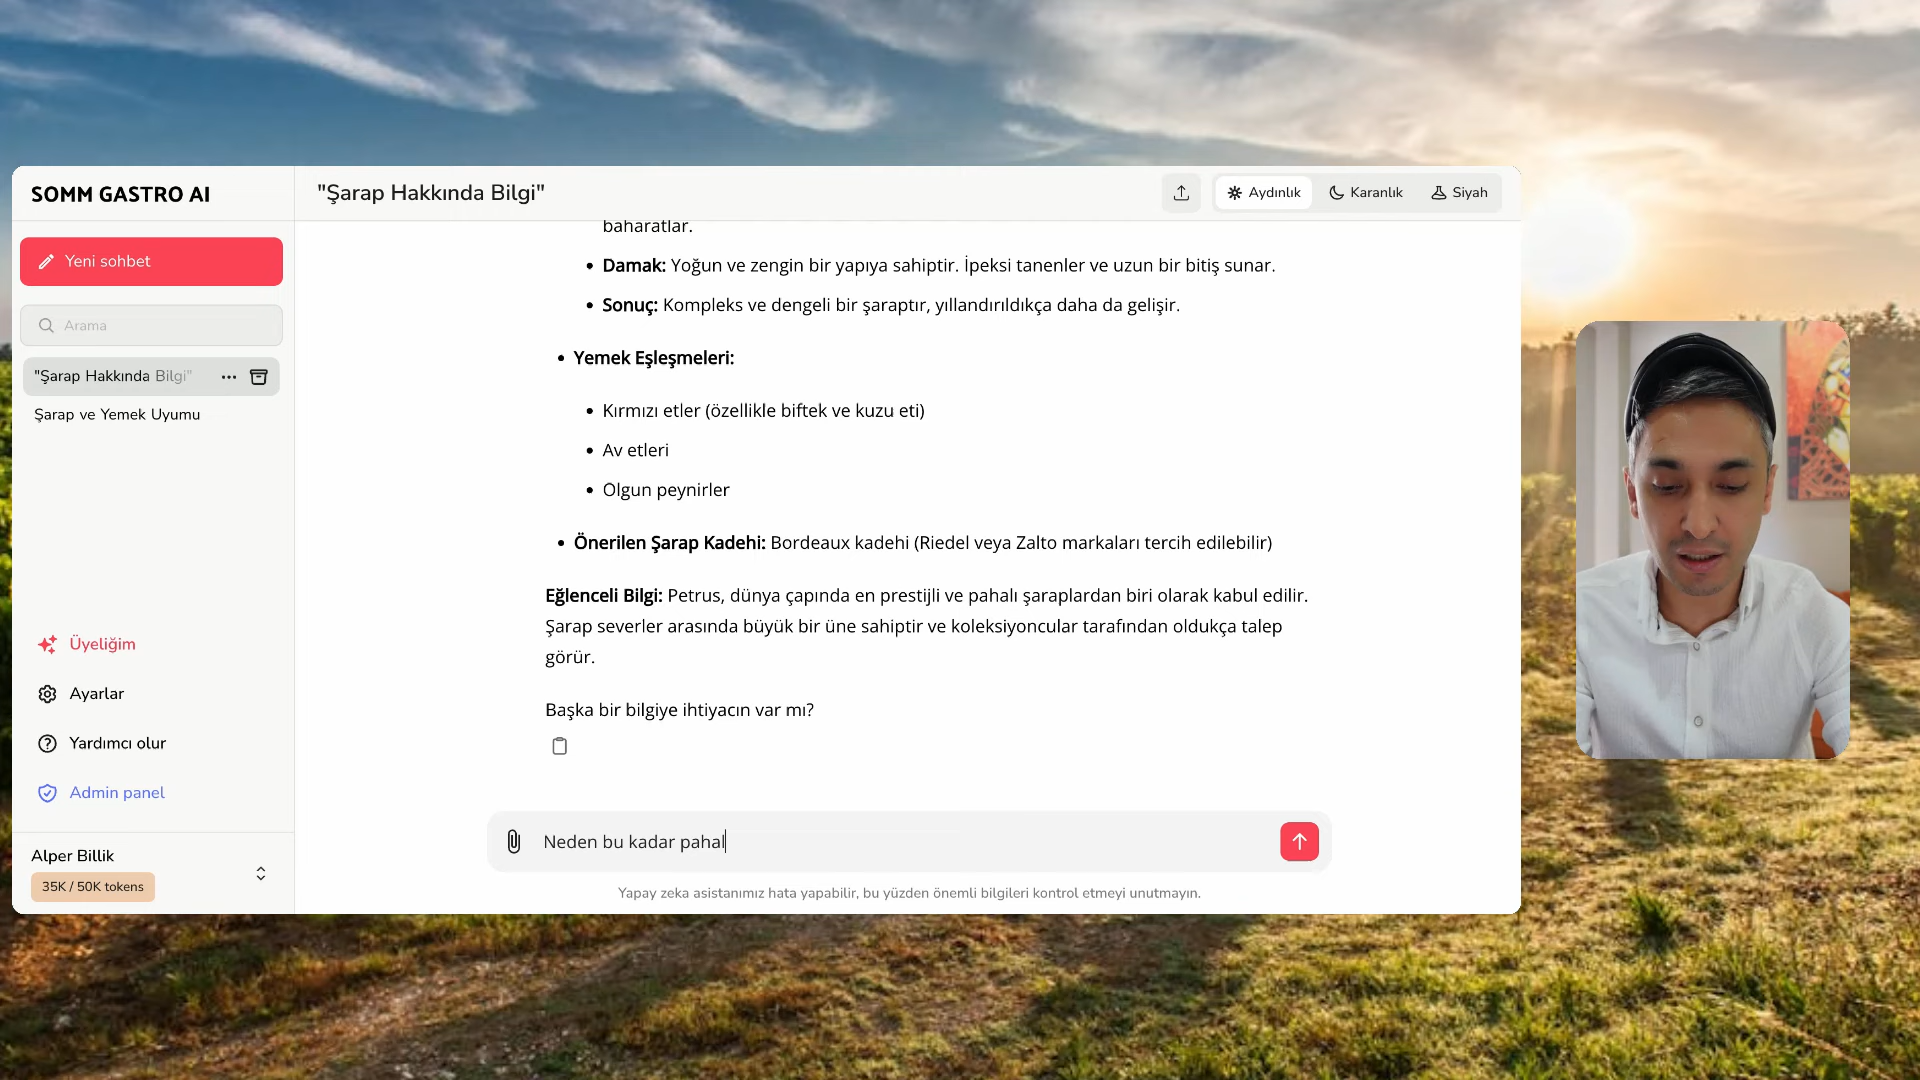 SOMM GASTRO AI
"Şarap Hakkında Bilgi"
Aydınlık
Karanlık
Siyah
Yeni sohbet
Arama
"Şarap Hakkında Bilgi"
Şarap ve Yemek Uyumu
baharatlar.
Damak: Yoğun ve zengin bir yapıya sahiptir. İpeksi tanenler ve uzun bir bitiş sunar.
Sonuç: Kompleks ve dengeli bir şaraptır, yıllandırıldıkça daha da gelişir.
Yemek Eşleşmeleri:
Kırmızı etler (özellikle biftek ve kuzu eti)
Av etleri
Olgun peynirler
Önerilen Şarap Kadehi: Bordeaux kadehi (Riedel veya Zalto markaları tercih edilebilir)
Eğlenceli Bilgi: Petrus, dünya çapında en prestijli ve pahalı şaraplardan biri olarak kabul edilir.
Şarap severler arasında büyük bir üne sahiptir ve koleksiyoncular tarafından oldukça talep
görür.
Başka bir bilgiye ihtiyacın var mı?
Üyeliğim
Ayarlar
Yardımcı olur
Admin panel
Alper Billik
35K / 50K tokens
Neden bu kadar pahal
Yapay zeka asistanımız hata yapabilir, bu yüzden önemli bilgileri kontrol etmeyi unutmayın.